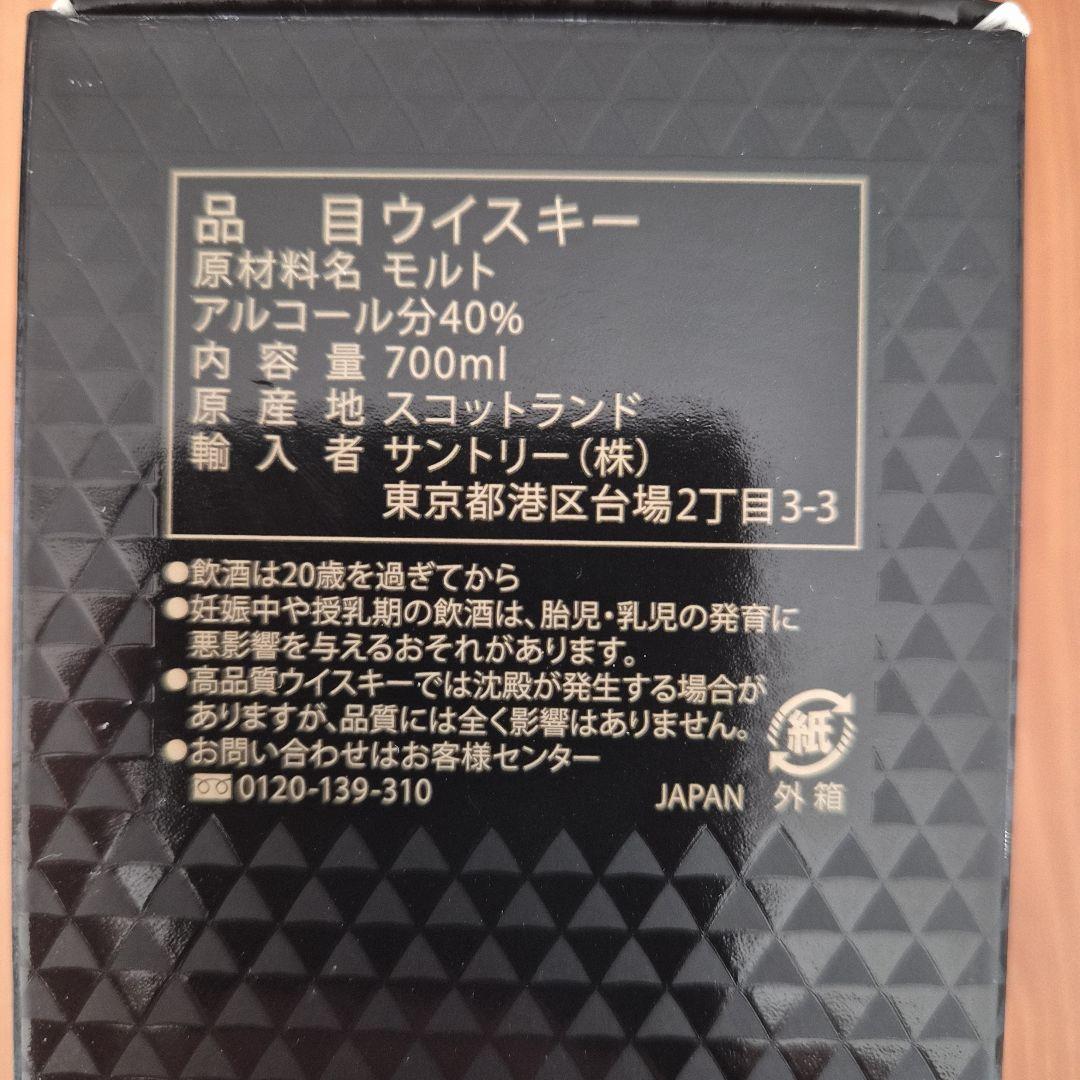 品　目 ウイスキー
原材料名 モルト
アルコール分40%
内容量 700ml
原産地 スコットランド
輸入者 サントリー（株）
東京都港区台場2丁目3-3
●飲酒は20歳を過ぎてから
●妊娠中や授乳期の飲酒は、胎児・乳児の発育に
悪影響を与えるおそれがあります。
●高品質ウイスキーでは沈殿が発生する場合が
ありますが、品質には全く影響はありません。
●お問い合わせはお客様センター
0120-139-310
JAPAN
紙
外箱